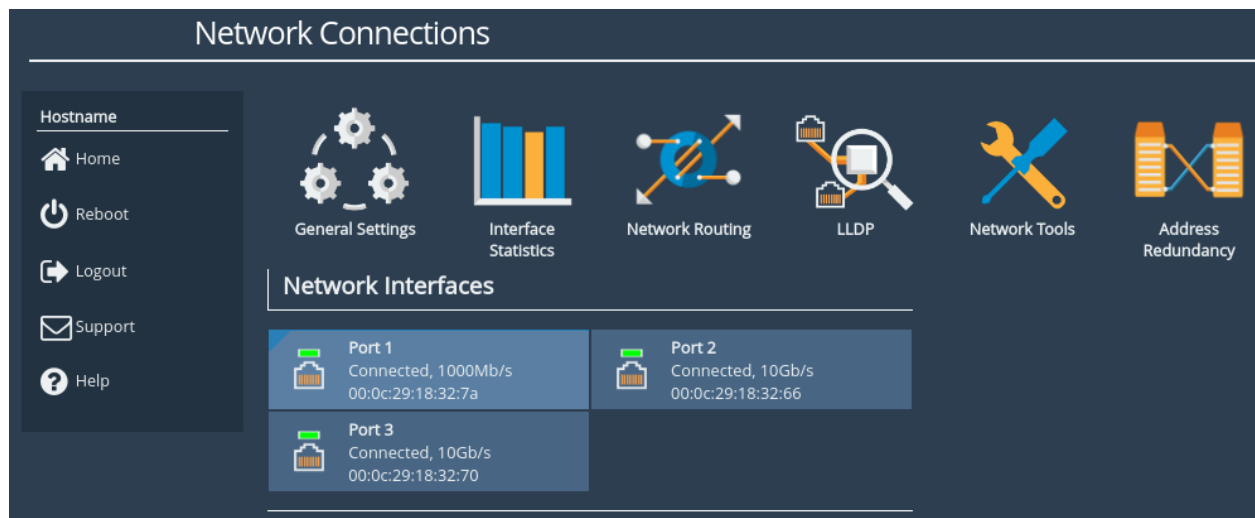 Network Connections
Hostname
Home
Reboot
Logout
Support
Help
General Settings
Interface
Statistics
Network Routing
LLDP
Network Tools
Address
Redundancy
Network Interfaces
Port 1
Connected, 1000Mb/s
00:0c:29:18:32:7a
Port 2
Connected, 10Gb/s
00:0c:29:18:32:66
Port 3
Connected, 10Gb/s
00:0c:29:18:32:70